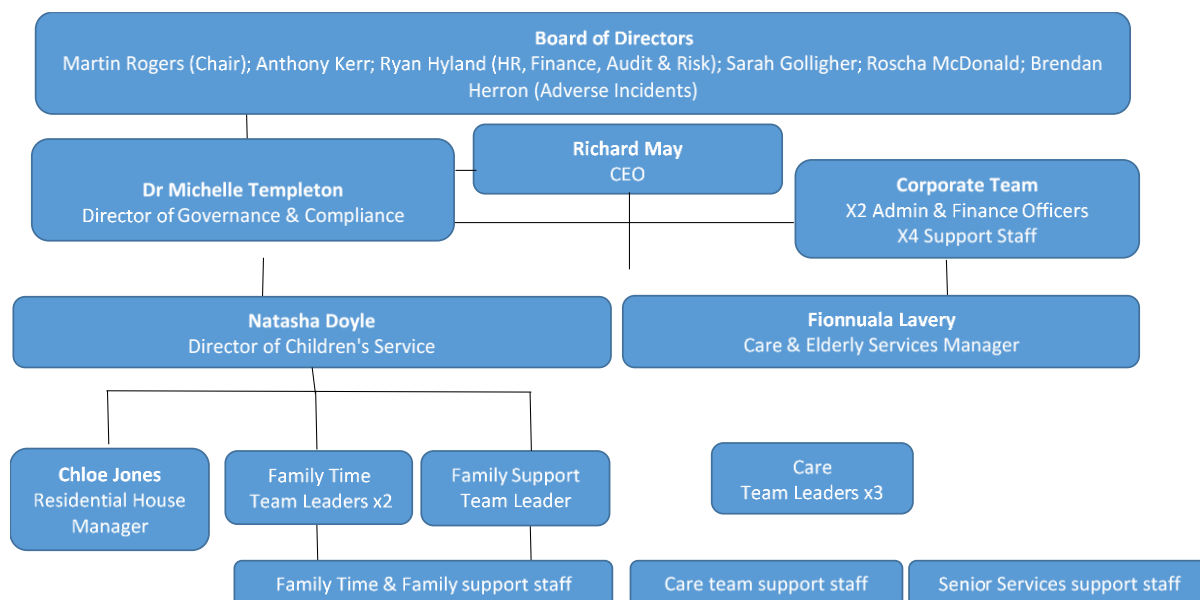 Board of Directors
Martin Rogers (Chair); Anthony Kerr; Ryan Hyland (HR, Finance, Audit & Risk); Sarah Golligher; Roscha McDonald; Brendan
Herron (Adverse Incidents)
Richard May
CEO
Dr Michelle Templeton
Director of Governance & Compliance
Corporate Team
X2 Admin & Finance Officers
X4 Support Staff
Natasha Doyle
Director of Children's Service
Fionnuala Lavery
Care & Elderly Services Manager
Chloe Jones
Residential House
Manager
Family Time
Team Leaders x2
Family Support
Team Leader
Care
Team Leaders x3
Family Time & Family support staff
Care team support staff
Senior Services support staff